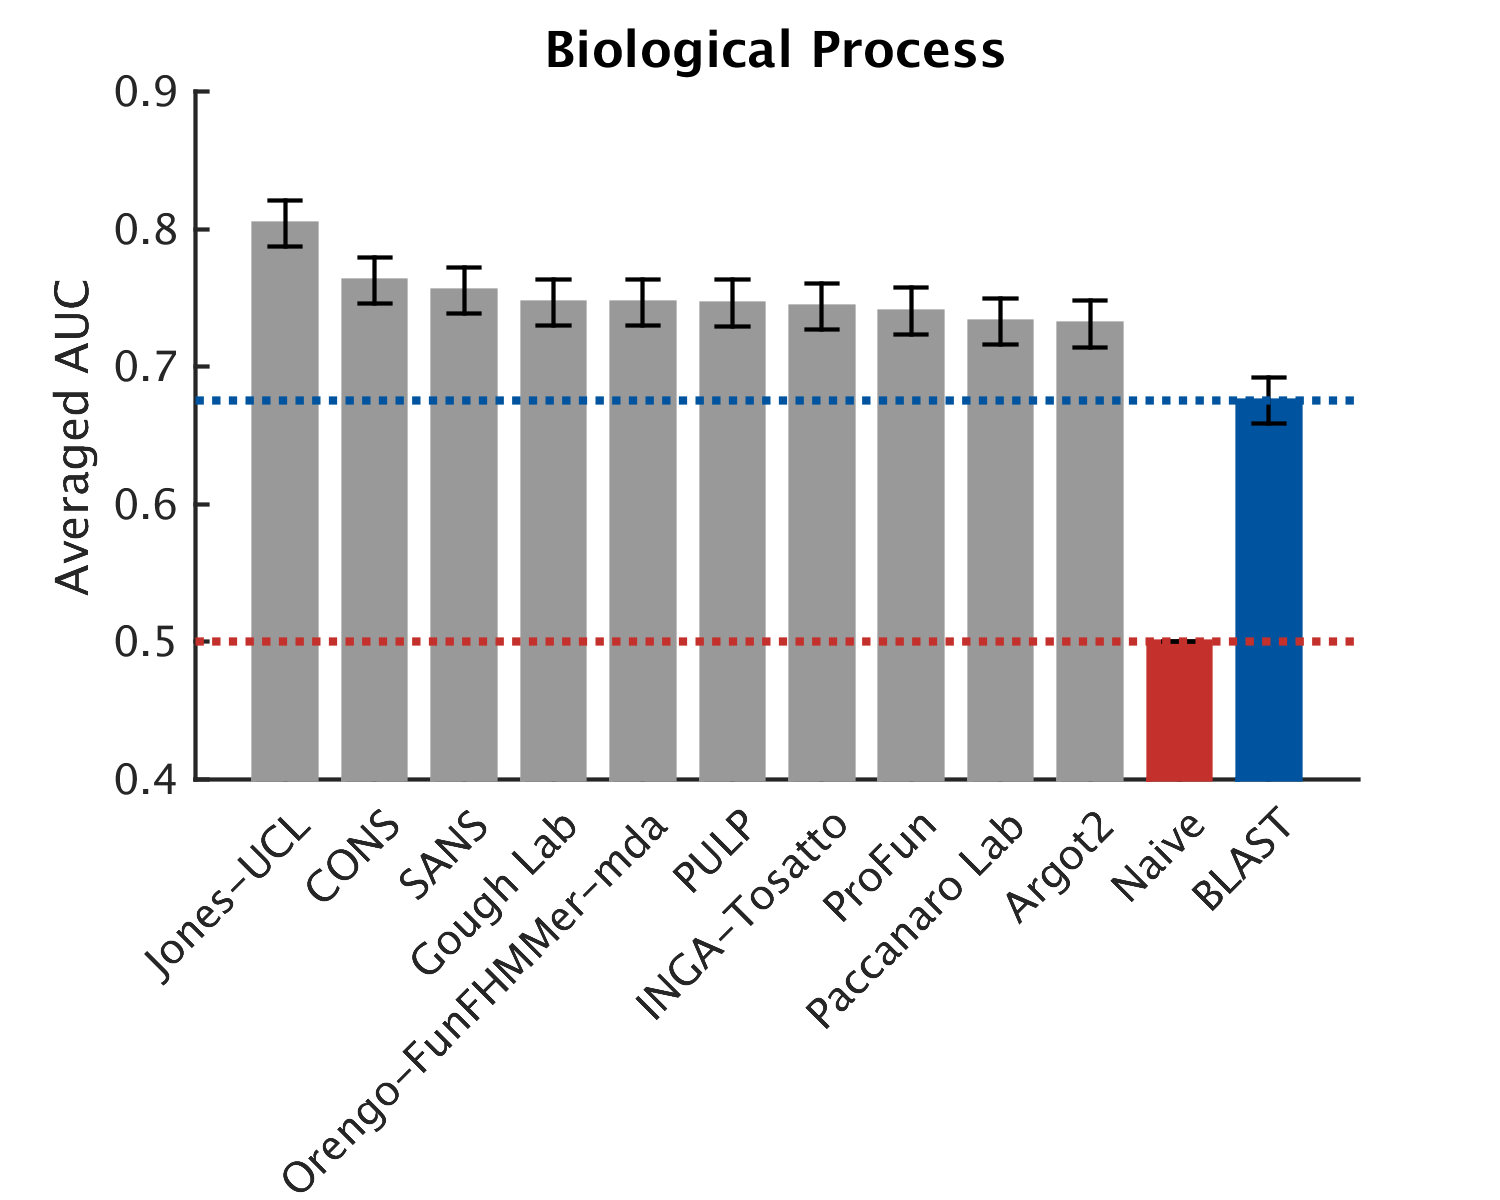 Biological Process
Averaged AUC
0.9
0.8
0.7
0.6
0.5
0.4
Jones-UCL
CONS
SANS
Gough Lab
Orengo-FunFHMMer-mda
PULP
INGA-Tosatto
ProFun
Paccanaro Lab
Argot2
Naive
BLAST